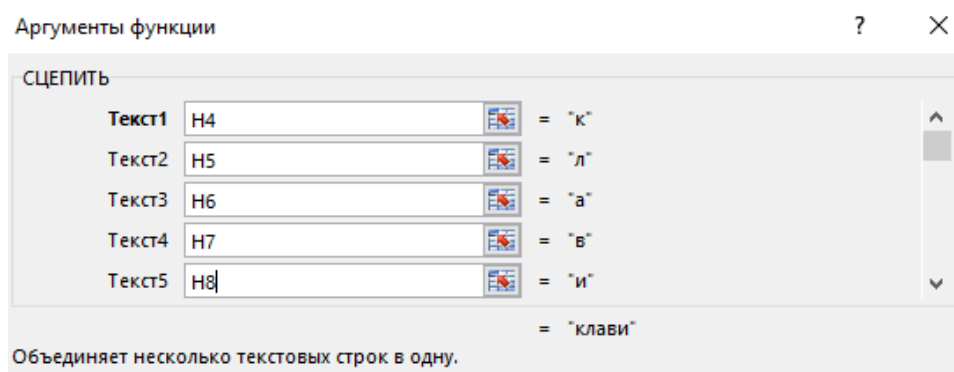 Аргументы функции ? ×
СЦЕПИТЬ
Текст1 H4 = "к"
Текст2 H5 = "л"
Текст3 H6 = "а"
Текст4 H7 = "в"
Текст5 H8 = "и"
= "клави"
Объединяет несколько текстовых строк в одну.